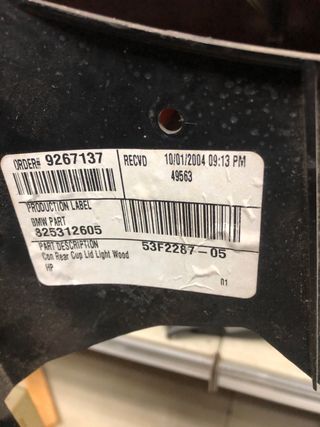 ORDER# 9267137
RECVD 10/01/2004 09:13 PM
49563
PRODUCTION LABEL
BMW PART
825312605
53F2287-05
PART DESCRIPTION
Con Rear Cup Lid Light Wood
HP
01